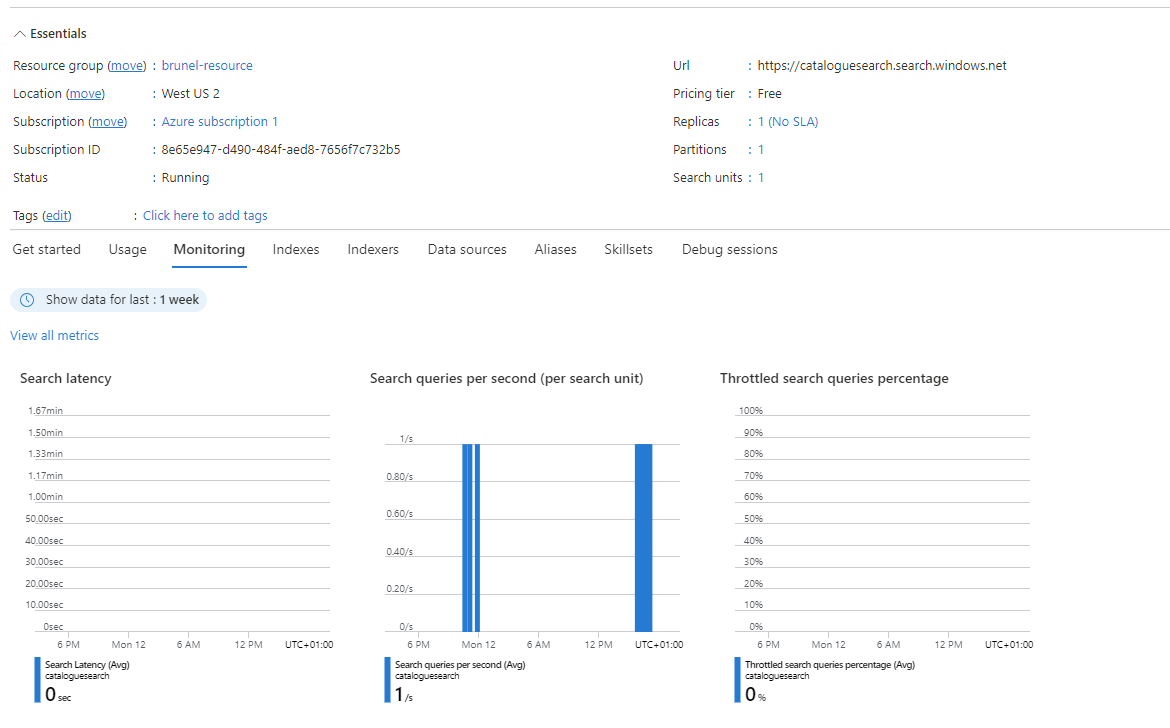 Essentials
Resource group (move) : brunel-resource
Location (move) : West US 2
Subscription (move) : Azure subscription 1
Subscription ID : 8e65e947-d490-484f-aed8-7656f7c732b5
Status : Running
Tags (edit) : Click here to add tags
Url : https://cataloguesearch.search.windows.net
Pricing tier : Free
Replicas : 1 (No SLA)
Partitions : 1
Search units : 1
Get started Usage Monitoring Indexes Indexers Data sources Aliases Skillsets Debug sessions
Show data for last : 1 week
View all metrics
Search latency
1.67min
1.50min
1.33min
1.17min
1.00min
50.00sec
40.00sec
30.00sec
20.00sec
10.00sec
0sec
6 PM Mon 12 6 AM 12 PM UTC+01:00
Search Latency (Avg)
cataloguesearch
0 sec
Search queries per second (per search unit)
1/s
0.80/s
0.60/s
0.40/s
0.20/s
0/s
6 PM Mon 12 6 AM 12 PM UTC+01:00
Search queries per second (Avg)
cataloguesearch
1 /s
Throttled search queries percentage
100%
90%
80%
70%
60%
50%
40%
30%
20%
10%
0%
6 PM Mon 12 6 AM 12 PM UTC+01:00
Throttled search queries percentage (Avg)
cataloguesearch
0 %